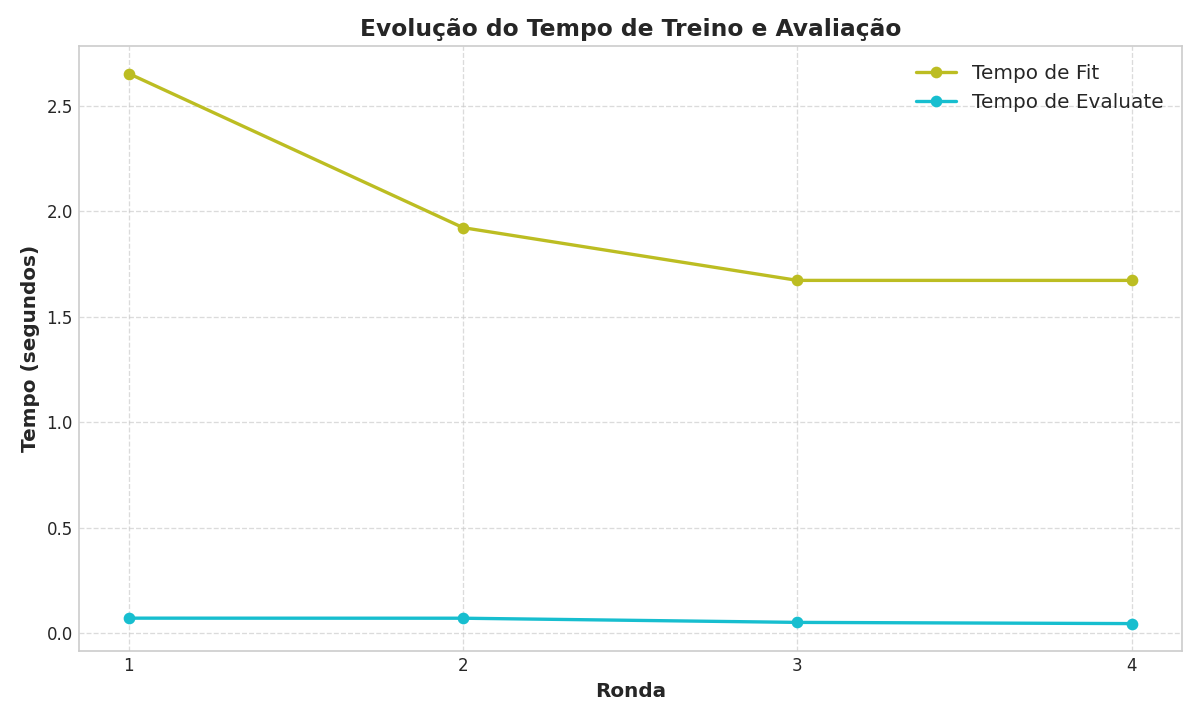 Evolução do Tempo de Treino e Avaliação
Tempo de Fit
Tempo de Evaluate
Tempo (segundos)
2.5
2.0
1.5
1.0
0.5
0.0
1 2 3 4
Ronda